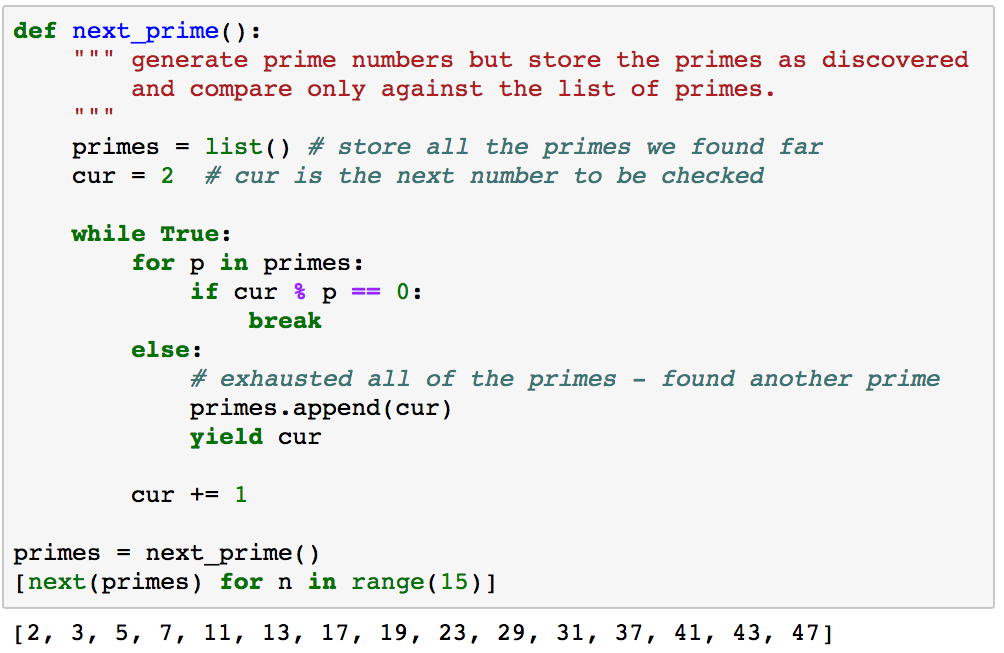 def next_prime():
    """ generate prime numbers but store the primes as discovered
        and compare only against the list of primes.
    """
    primes = list() # store all the primes we found far
    cur = 2  # cur is the next number to be checked

    while True:
        for p in primes:
            if cur % p == 0:
                break
        else:
            # exhausted all of the primes - found another prime
            primes.append(cur)
            yield cur

        cur += 1

primes = next_prime()
[next(primes) for n in range(15)]
[2, 3, 5, 7, 11, 13, 17, 19, 23, 29, 31, 37, 41, 43, 47]